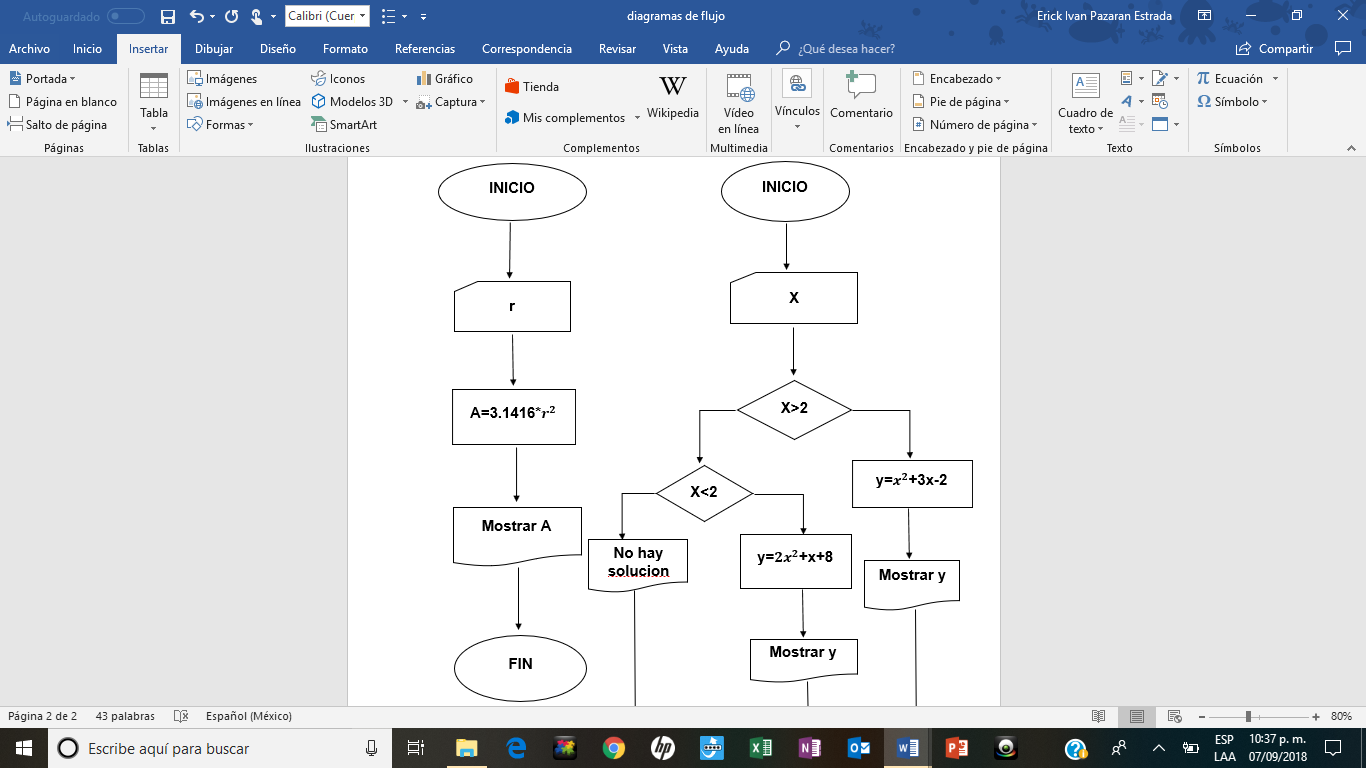 Autoguardado
Calibri (Cuer
diagramas de flujo
Erick Ivan Pazaran Estrada
Archivo Inicio Insertar Dibujar Diseño Formato Referencias Correspondencia Revisar Vista Ayuda ¿Qué desea hacer? Compartir
Portada
Página en blanco
Salto de página
Páginas
Tabla
Tablas
Imágenes
Imágenes en línea
Formas
Iconos
Modelos 3D
SmartArt
Gráfico
Captura
Ilustraciones
Tienda
Mis complementos
W
Wikipedia
Complementos
Vídeo
en línea
Multimedia
Vínculos
Comentario
Comentarios
Encabezado
Pie de página
Número de página
Encabezado y pie de página
Cuadro de
texto
Texto
Ecuación
Símbolo
Símbolos
INICIO
r
A=3.1416*r²
Mostrar A
FIN
INICIO
X
X>2
X<2
y=x²+3x-2
No hay
solucion
y=2x²+x+8
Mostrar y
Mostrar y
Página 2 de 2 43 palabras Español (México) 80%
Escribe aquí para buscar
ESP
LAA
10:37 p. m.
07/09/2018